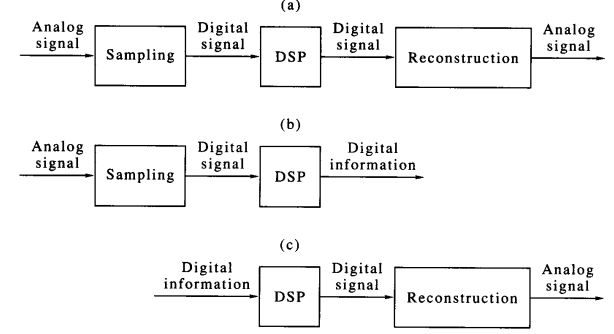 (a)
Analog signal
Sampling
Digital signal
DSP
Digital signal
Reconstruction
Analog signal
(b)
Analog signal
Sampling
Digital signal
DSP
Digital information
(c)
Digital information
DSP
Digital signal
Reconstruction
Analog signal